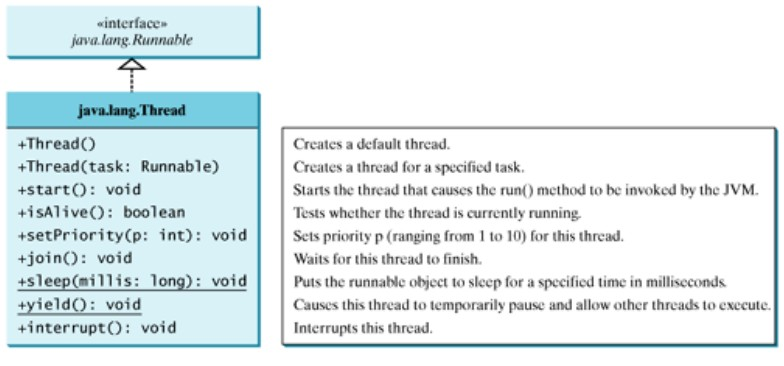 «interface»
java.lang.Runnable
java.lang.Thread
+Thread()
+Thread(task: Runnable)
+start(): void
+isAlive(): boolean
+setPriority(p: int): void
+join(): void
+sleep(millis: long): void
+yield(): void
+interrupt(): void
Creates a default thread.
Creates a thread for a specified task.
Starts the thread that causes the run() method to be invoked by the JVM.
Tests whether the thread is currently running.
Sets priority p (ranging from 1 to 10) for this thread.
Waits for this thread to finish.
Puts the runnable object to sleep for a specified time in milliseconds.
Causes this thread to temporarily pause and allow other threads to execute.
Interrupts this thread.